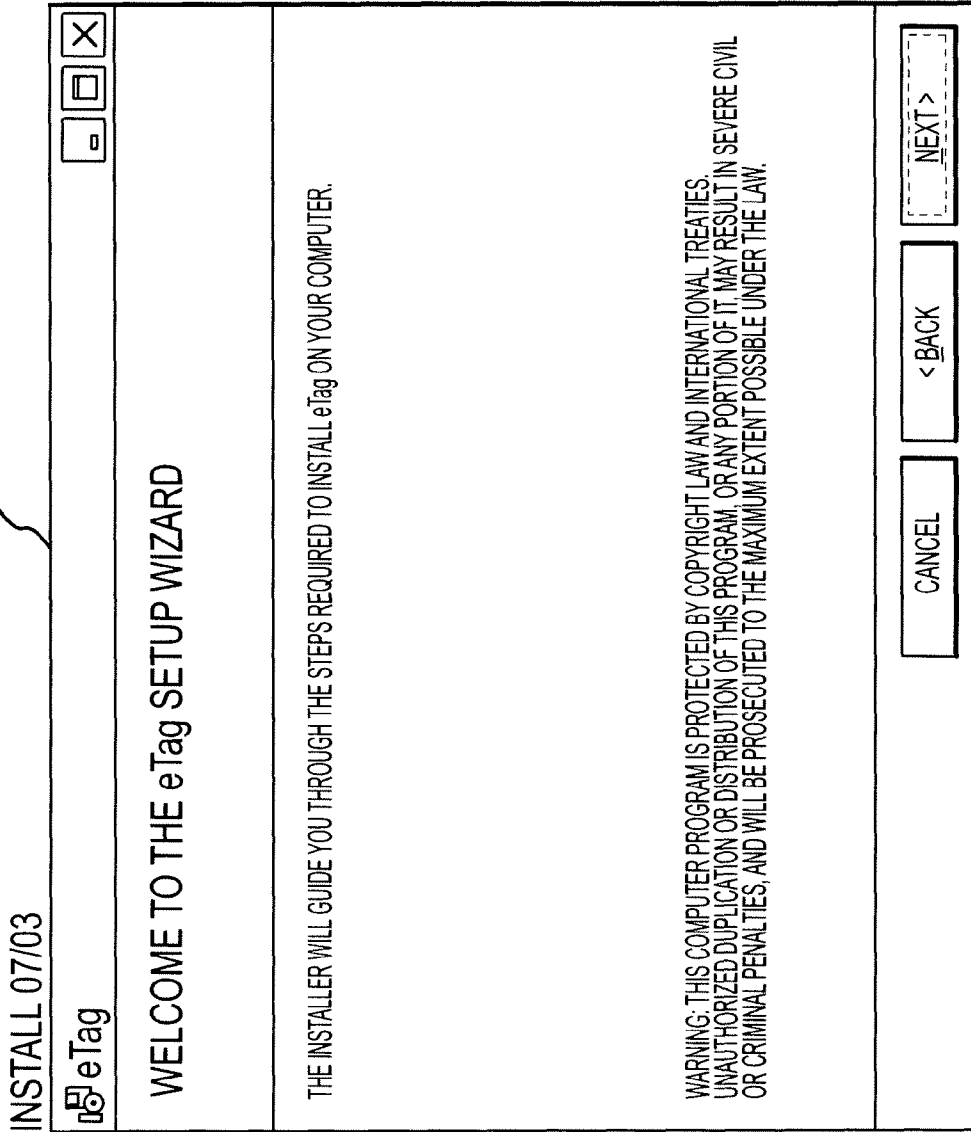 INSTALL 07/03
eTag
WELCOME TO THE eTag SETUP WIZARD
THE INSTALLER WILL GUIDE YOU THROUGH THE STEPS REQUIRED TO INSTALL eTag ON YOUR COMPUTER.
WARNING: THIS COMPUTER PROGRAM IS PROTECTED BY COPYRIGHT LAW AND INTERNATIONAL TREATIES.
UNAUTHORIZED DUPLICATION OR DISTRIBUTION OF THIS PROGRAM, OR ANY PORTION OF IT, MAY RESULT IN SEVERE CIVIL
OR CRIMINAL PENALTIES, AND WILL BE PROSECUTED TO THE MAXIMUM EXTENT POSSIBLE UNDER THE LAW.
CANCEL
< BACK
NEXT >